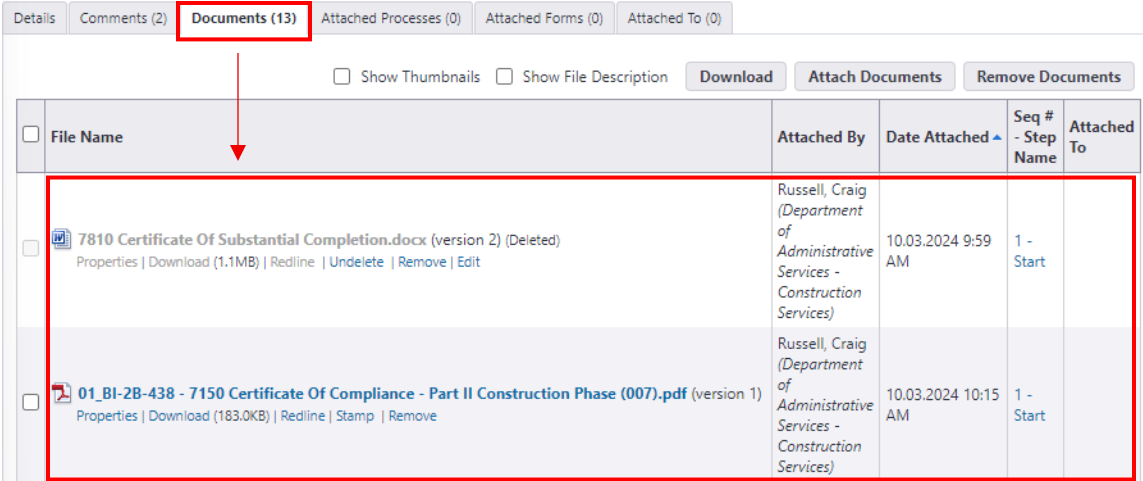 Details Comments (2) Documents (13) Attached Processes (0) Attached Forms (0) Attached To (0)
Show Thumbnails Show File Description Download Attach Documents Remove Documents
File Name Attached By Date Attached Seq # - Step Name Attached To
7810 Certificate Of Substantial Completion.docx (version 2) (Deleted)
Properties | Download (1.1MB) | Redline | Undelete | Remove | Edit
Russell, Craig
(Department
of
Administrative
Services -
Construction
Services)
10.03.2024 9:59
AM
1 -
Start
01_BI-2B-438 - 7150 Certificate Of Compliance - Part II Construction Phase (007).pdf (version 1)
Properties | Download (183.0KB) | Redline | Stamp | Remove
Russell, Craig
(Department
of
Administrative
Services -
Construction
Services)
10.03.2024 10:15
AM
1 -
Start